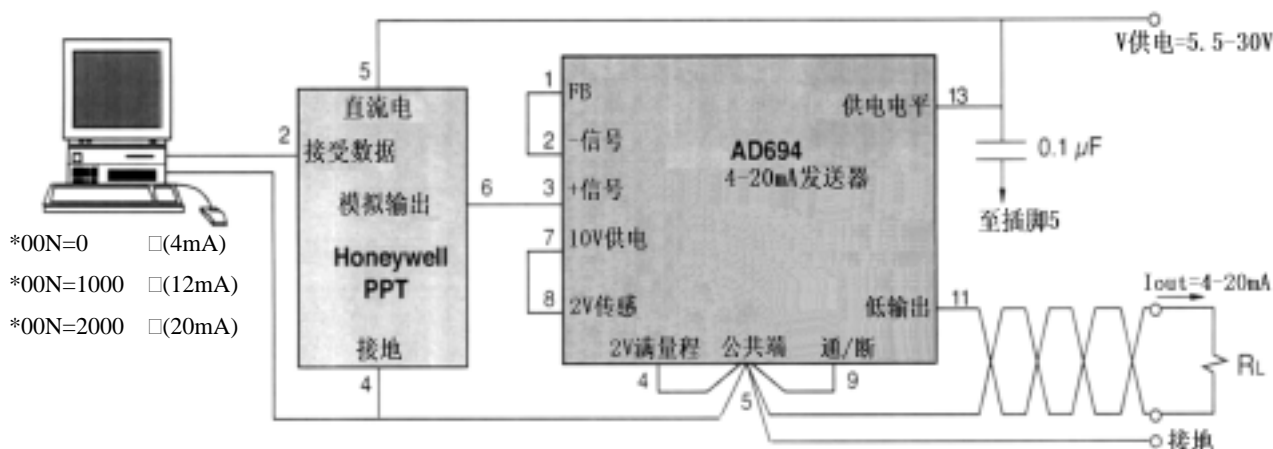 V供电=5.5-30V
5
直流电
2
接受数据
模拟输出
6
Honeywell
PPT
接地
4
*00N=0 □(4mA)
*00N=1000 □(12mA)
*00N=2000 □(20mA)
1
FB
2
-信号
3
+信号
7
10V供电
8
2V传感
AD694
4-20mA发送器
供电电平
13
0.1 μF
至插脚5
低输出
11
2V满量程
公共端
通/断
4
5
9
Iout=4-20mA
RL
接地